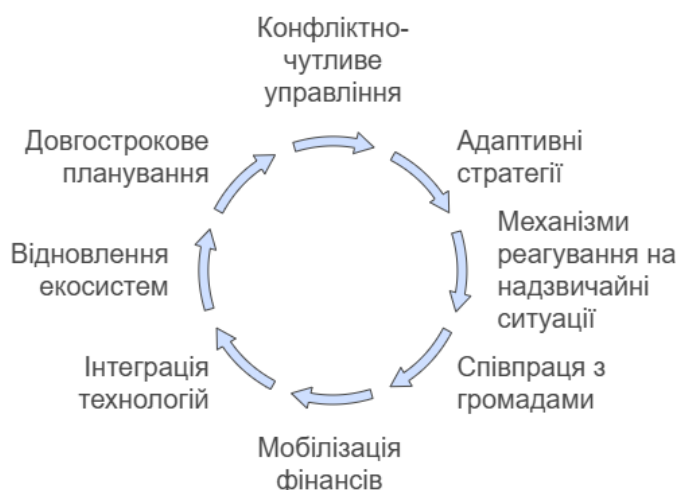 Конфліктно-
чутливе
управління
Адаптивні
стратегії
Механізми
реагування на
надзвичайні
ситуації
Співпраця з
громадами
Мобілізація
фінансів
Інтеграція
технологій
Відновлення
екосистем
Довгострокове
планування